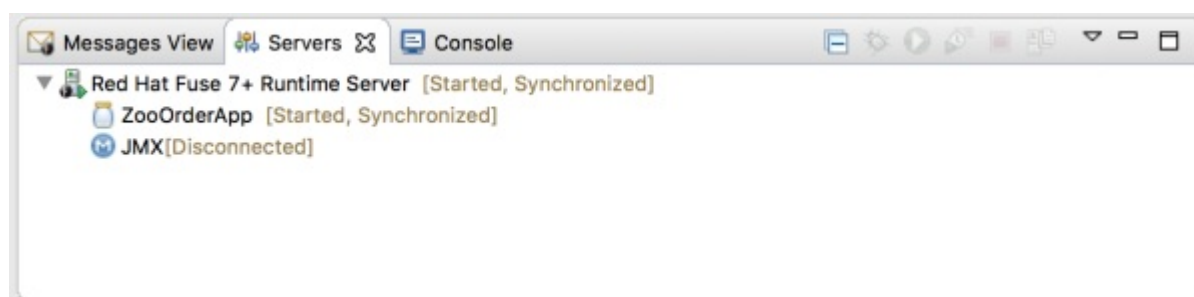 Messages View Servers Console
Red Hat Fuse 7+ Runtime Server [Started, Synchronized]
ZooOrderApp [Started, Synchronized]
JMX[Disconnected]